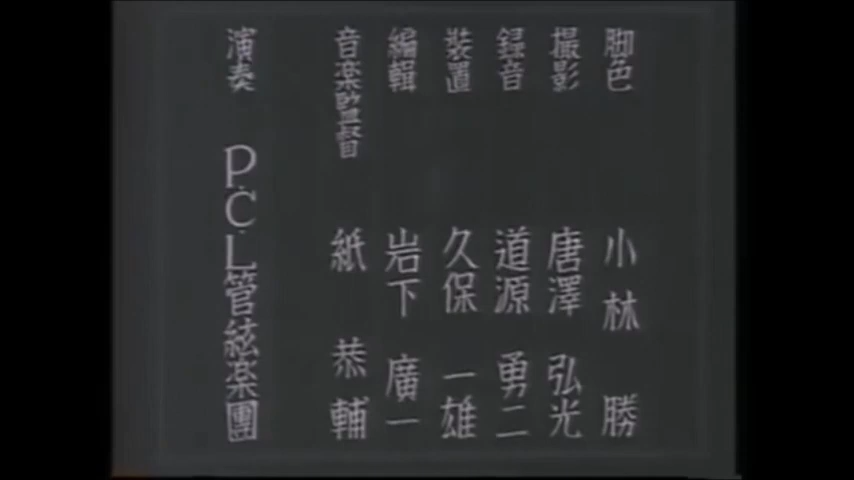 脚色 小林 勝
撮影 唐澤 弘光
録音 道源 勇二
裝置 久保 一雄
編輯 岩下 廣一
音楽監督 紙 恭輔
演奏 P.C.L管絃楽團